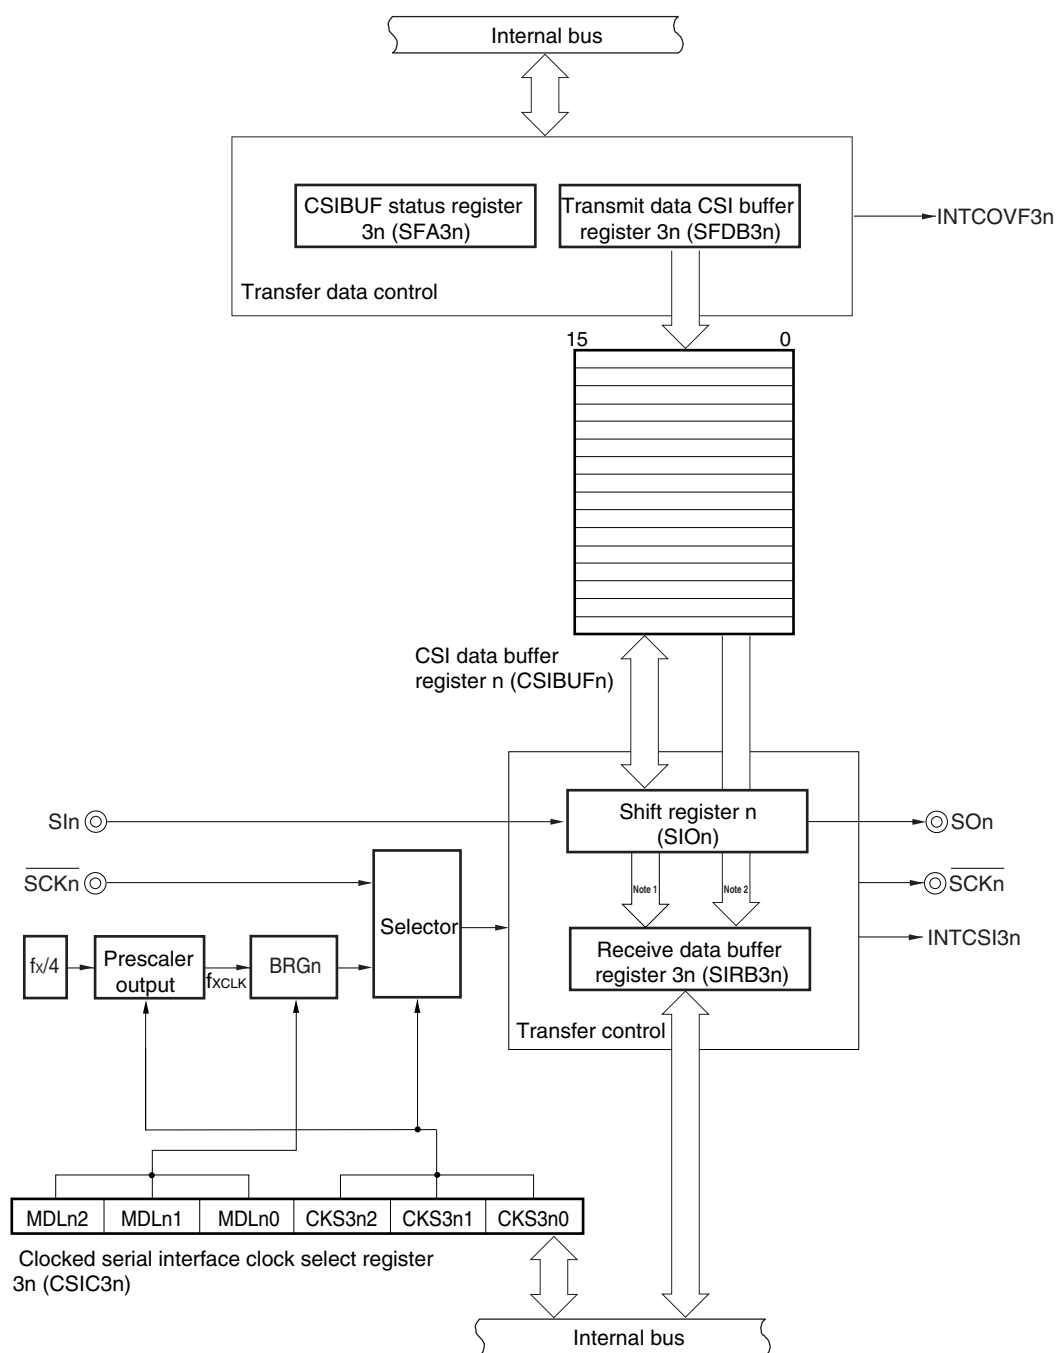 Internal bus
CSIBUF status register
3n (SFA3n)
Transmit data CSI buffer
register 3n (SFDB3n)
INTCOVF3n
Transfer data control
15 0
CSI data buffer
register n (CSIBUFn)
SIn
Shift register n
(SIOn)
SOn
SCKn
SCKn
Note 1
Note 2
Selector
INTCSI3n
fX/4
Prescaler
output
fXCLK
BRGn
Receive data buffer
register 3n (SIRB3n)
Transfer control
MDLn2 MDLn1 MDLn0 CKS3n2 CKS3n1 CKS3n0
Clocked serial interface clock select register
3n (CSIC3n)
Internal bus